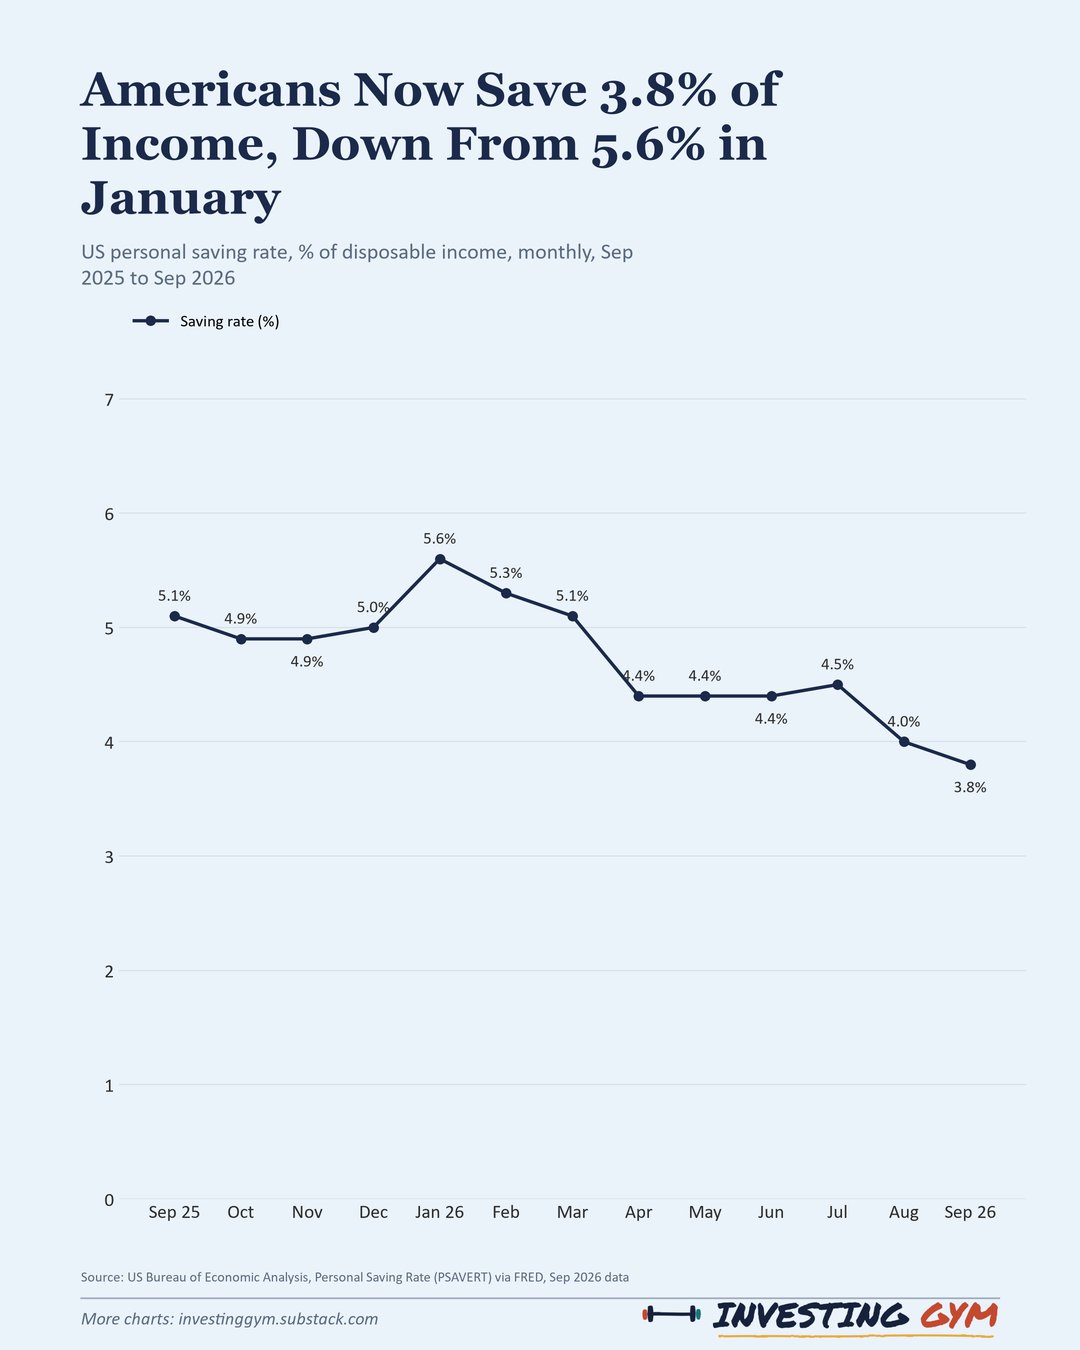 Americans Now Save 3.8% of
Income, Down From 5.6% in
January
US personal saving rate, % of disposable income, monthly, Sep
2025 to Sep 2026
Saving rate (%)
7
6
5
4
3
2
1
0
5.1%
4.9%
4.9%
5.0%
5.6%
5.3%
5.1%
4.4%
4.4%
4.4%
4.5%
4.0%
3.8%
Sep 25 Oct Nov Dec Jan 26 Feb Mar Apr May Jun Jul Aug Sep 26
Source: US Bureau of Economic Analysis, Personal Saving Rate (PSAVERT) via FRED, Sep 2026 data
More charts: investinggym.substack.com
INVESTING GYM